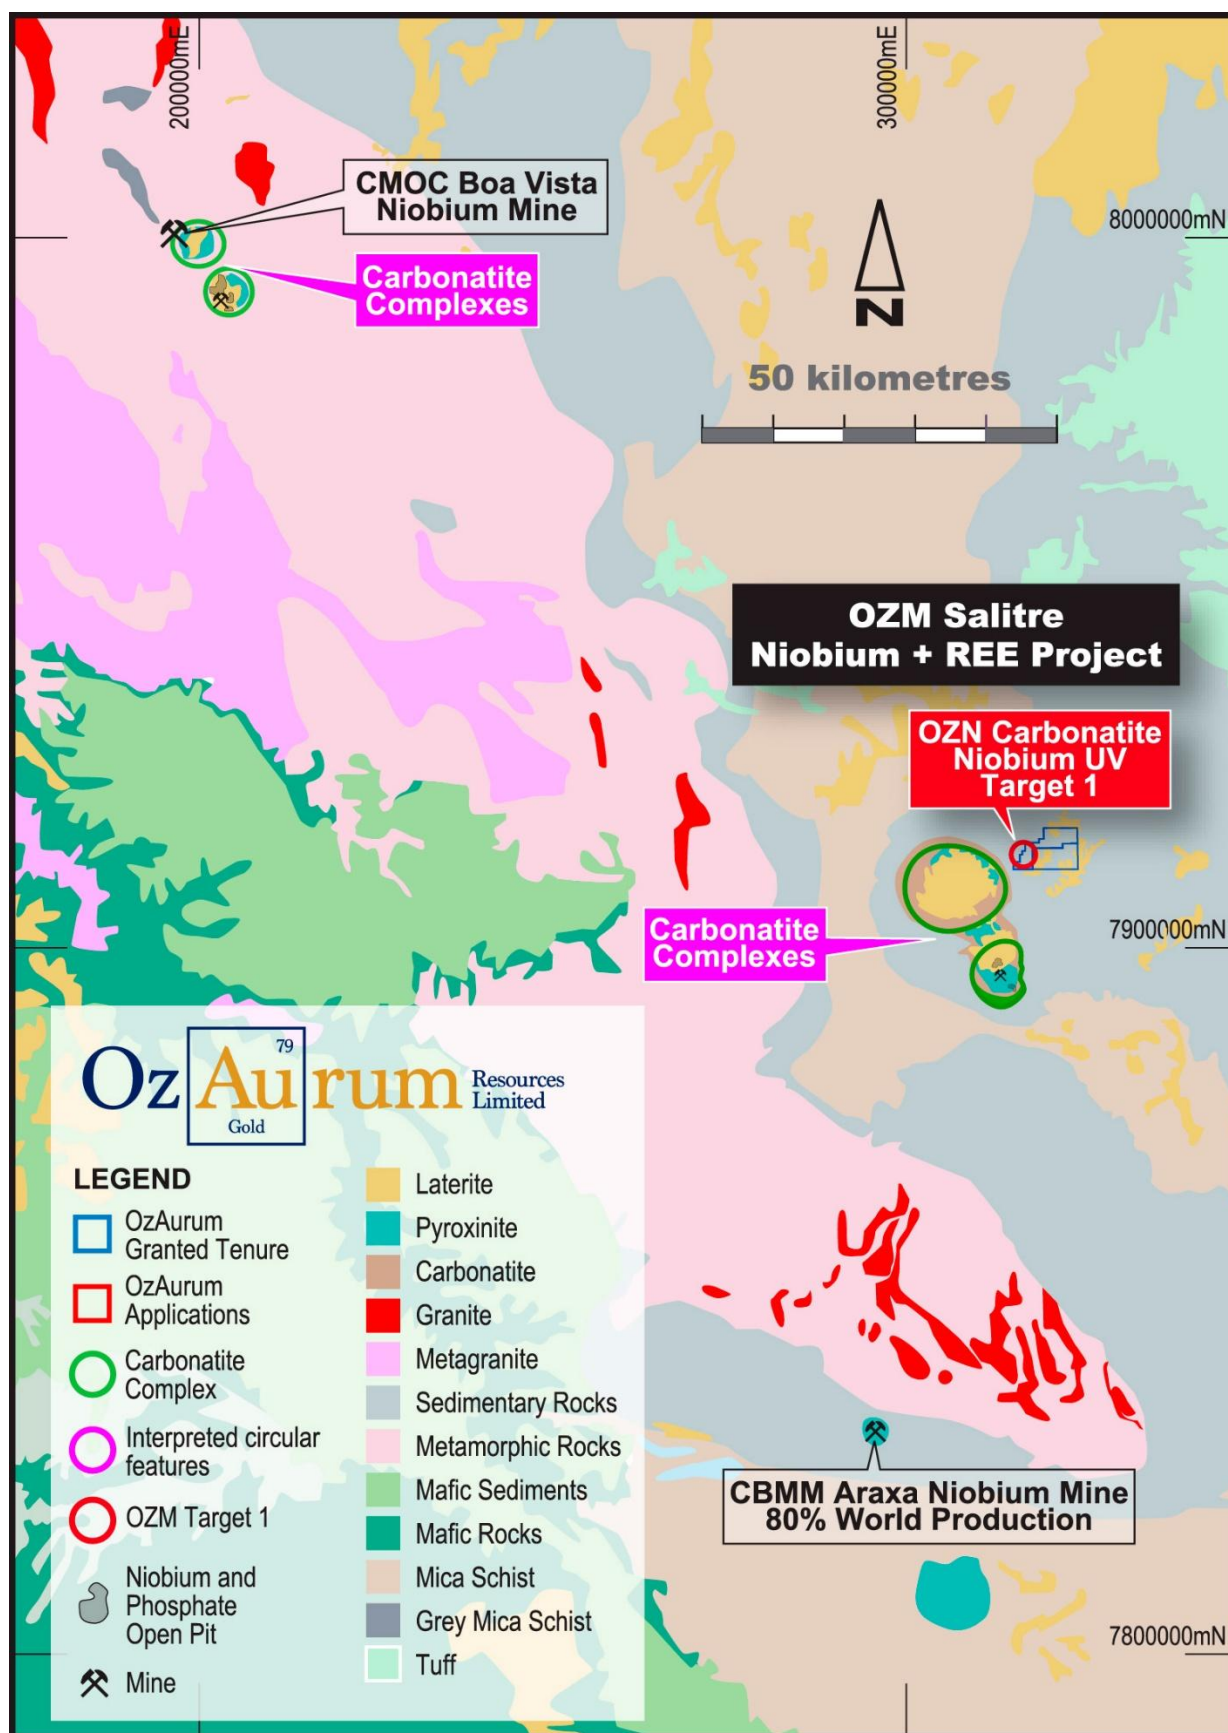 200000mE
300000mE
CMOC Boa Vista
Niobium Mine
8000000mN
Carbonatite
Complexes
N
50 kilometres
OZM Salitre
Niobium + REE Project
OZN Carbonatite
Niobium UV
Target 1
Carbonatite
Complexes
7900000mN
79
OzAurum
Gold
Resources
Limited
LEGEND
OzAurum
Granted Tenure
OzAurum
Applications
Carbonatite
Complex
Interpreted circular
features
OZM Target 1
Niobium and
Phosphate
Open Pit
Mine
Laterite
Pyroxinite
Carbonatite
Granite
Metagranite
Sedimentary Rocks
Metamorphic Rocks
Mafic Sediments
Mafic Rocks
Mica Schist
Grey Mica Schist
Tuff
CBMM Araxa Niobium Mine
80% World Production
7800000mN